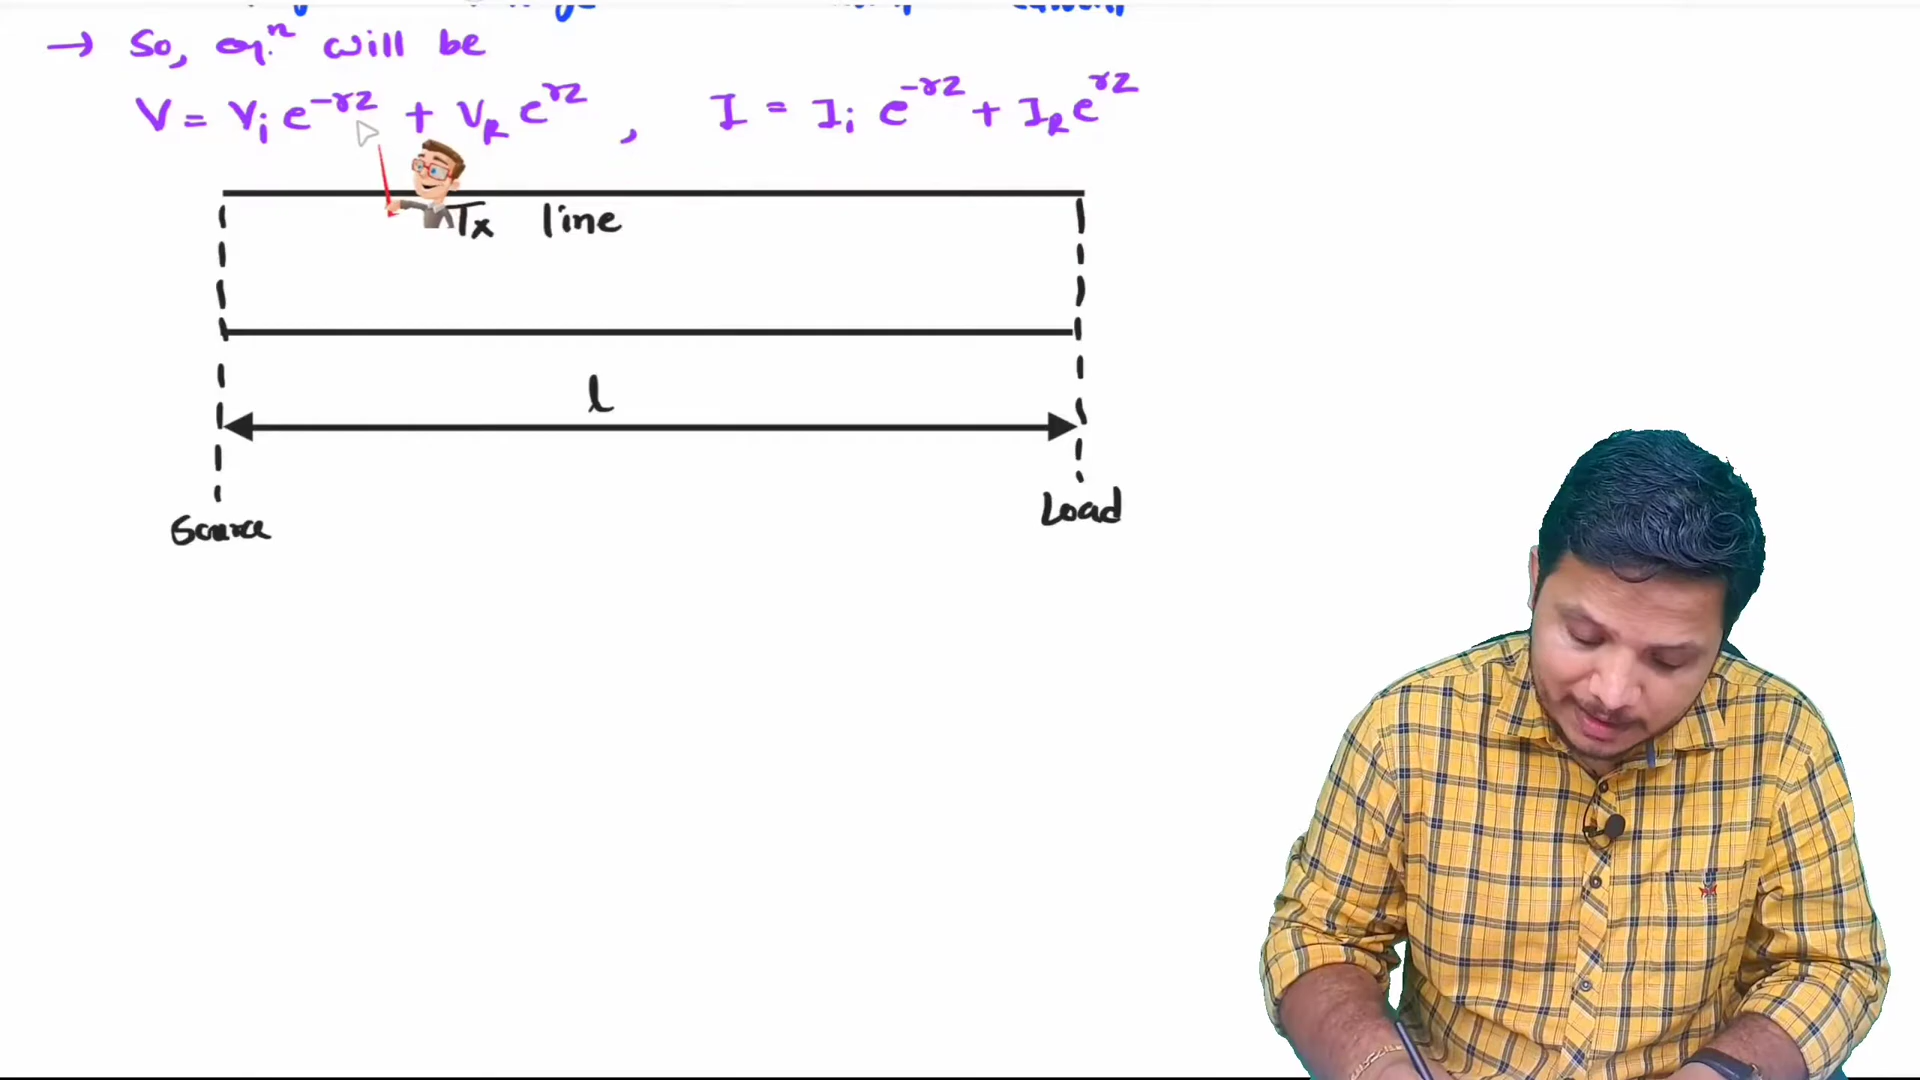 → So, eqⁿ will be
V = Vi e^-γz + VR e^γz , I = Ii e^-γz + IR e^γz
Tx line
l
Source
Load